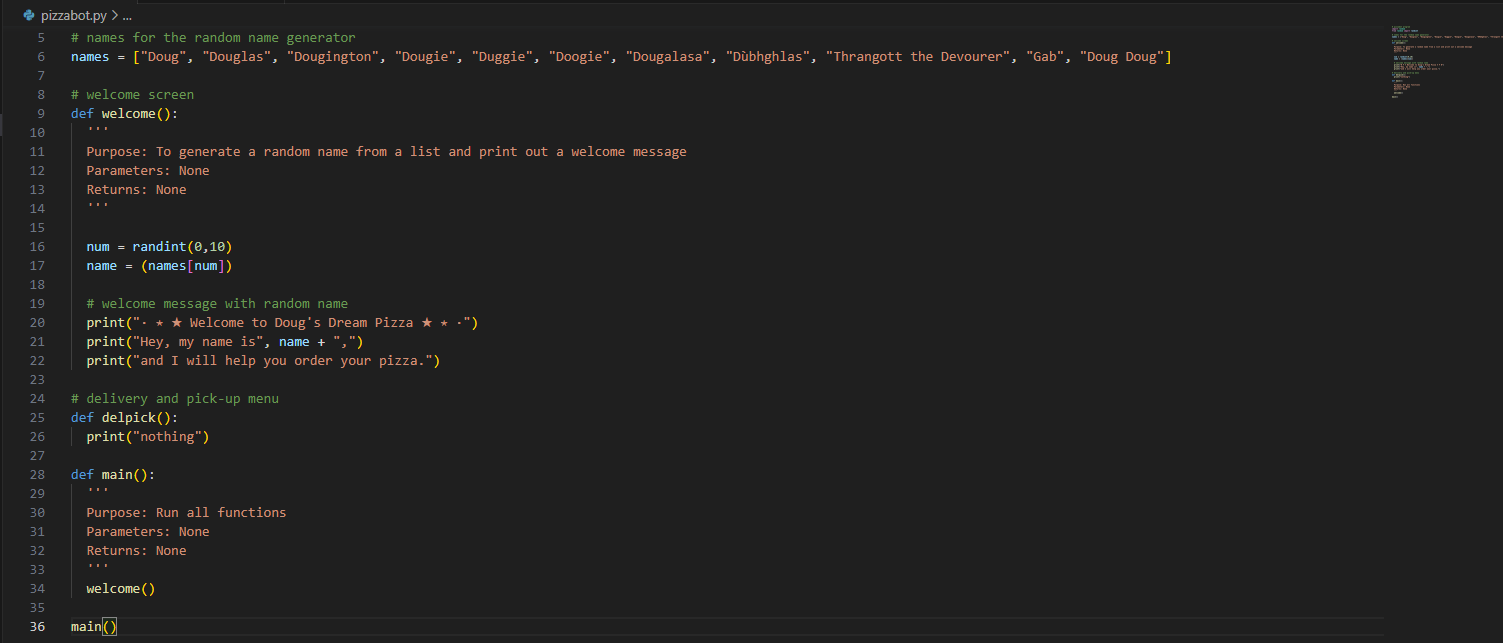 pizzabot.py > ...
5 # names for the random name generator
6 names = ["Doug", "Douglas", "Dougington", "Dougie", "Duggie", "Doogie", "Dougalasa", "Dùbhghlas", "Thrangott the Devourer", "Gab", "Doug Doug"]
7
8 # welcome screen
9 def welcome():
10   '''
11   Purpose: To generate a random name from a list and print out a welcome message
12   Parameters: None
13   Returns: None
14   '''
15
16   num = randint(0,10)
17   name = (names[num])
18
19   # welcome message with random name
20   print("· ⋆ ★ Welcome to Doug's Dream Pizza ★ ⋆ ·")
21   print("Hey, my name is", name + ",")
22   print("and I will help you order your pizza.")
23
24 # delivery and pick-up menu
25 def delpick():
26   print("nothing")
27
28 def main():
29   '''
30   Purpose: Run all functions
31   Parameters: None
32   Returns: None
33   '''
34   welcome()
35
36 main()